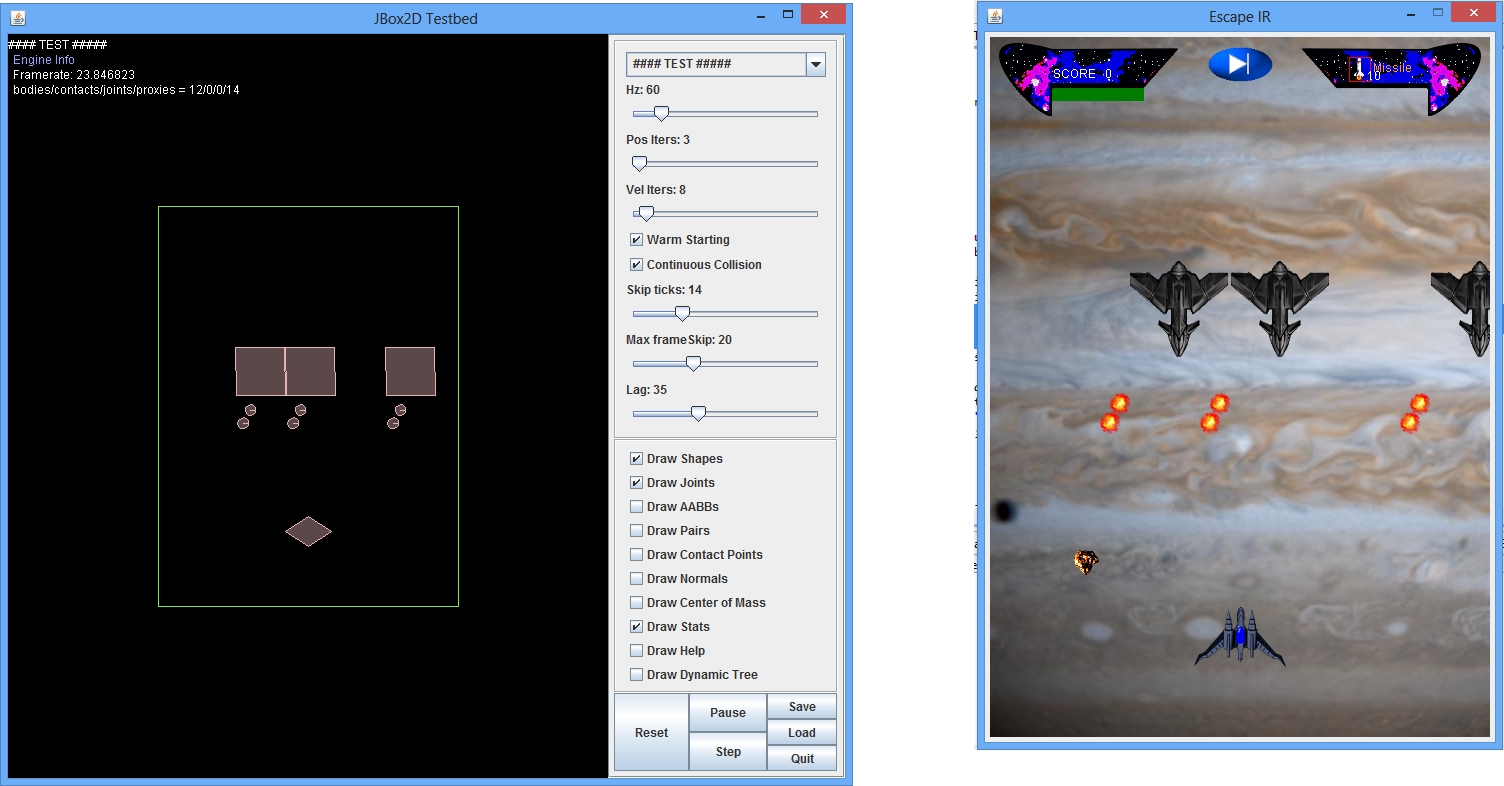 JBox2D Testbed
#### TEST #####
Engine Info
Framerate: 23.846823
bodies/contacts/joints/proxies = 12/0/0/14
#### TEST #####
Hz: 60
Pos Iters: 3
Vel Iters: 8
Warm Starting
Continuous Collision
Skip ticks: 14
Max frameSkip: 20
Lag: 35
Draw Shapes
Draw Joints
Draw AABBs
Draw Pairs
Draw Contact Points
Draw Normals
Draw Center of Mass
Draw Stats
Draw Help
Draw Dynamic Tree
Reset
Pause
Step
Save
Load
Quit
Escape IR
SCORE 0
Missile
10